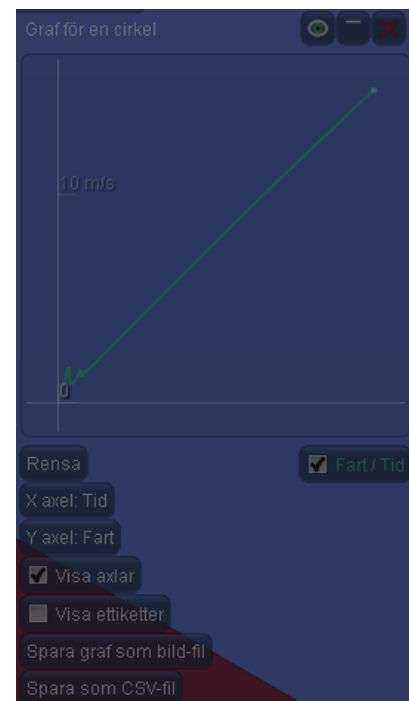 Graf för en cirkel
10 m/s
0
Rensa
Fart / Tid
X axel: Tid
Y axel: Fart
Visa axlar
Visa ettiketter
Spara graf som bild-fil
Spara som CSV-fil